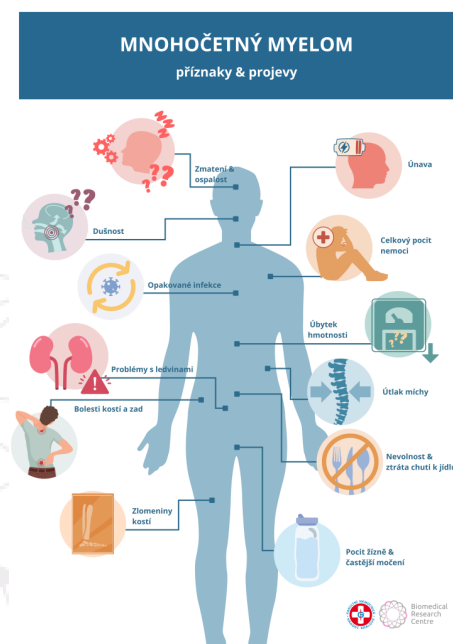 MNOHOČETNÝ MYELOM
příznaky & projevy
Zmatení &
ospalost
Únava
Dušnost
Celkový pocit
nemoci
Opakované infekce
Úbytek
hmotnosti
Problémy s ledvinami
Útlak míchy
Bolesti kostí a zad
Nevolnost &
ztráta chuti k jídlu
Zlomeniny
kostí
Pocit žízně &
častější močení
Biomedical
Research
Centre